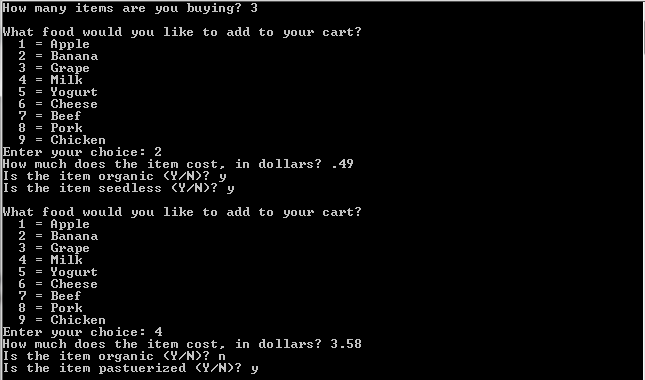 How many items are you buying? 3
What food would you like to add to your cart?
1 = Apple
2 = Banana
3 = Grape
4 = Milk
5 = Yogurt
6 = Cheese
7 = Beef
8 = Pork
9 = Chicken
Enter your choice: 2
How much does the item cost, in dollars? .49
Is the item organic (Y/N)? y
Is the item seedless (Y/N)? y
What food would you like to add to your cart?
1 = Apple
2 = Banana
3 = Grape
4 = Milk
5 = Yogurt
6 = Cheese
7 = Beef
8 = Pork
9 = Chicken
Enter your choice: 4
How much does the item cost, in dollars? 3.58
Is the item organic (Y/N)? n
Is the item pastuerized (Y/N)? y